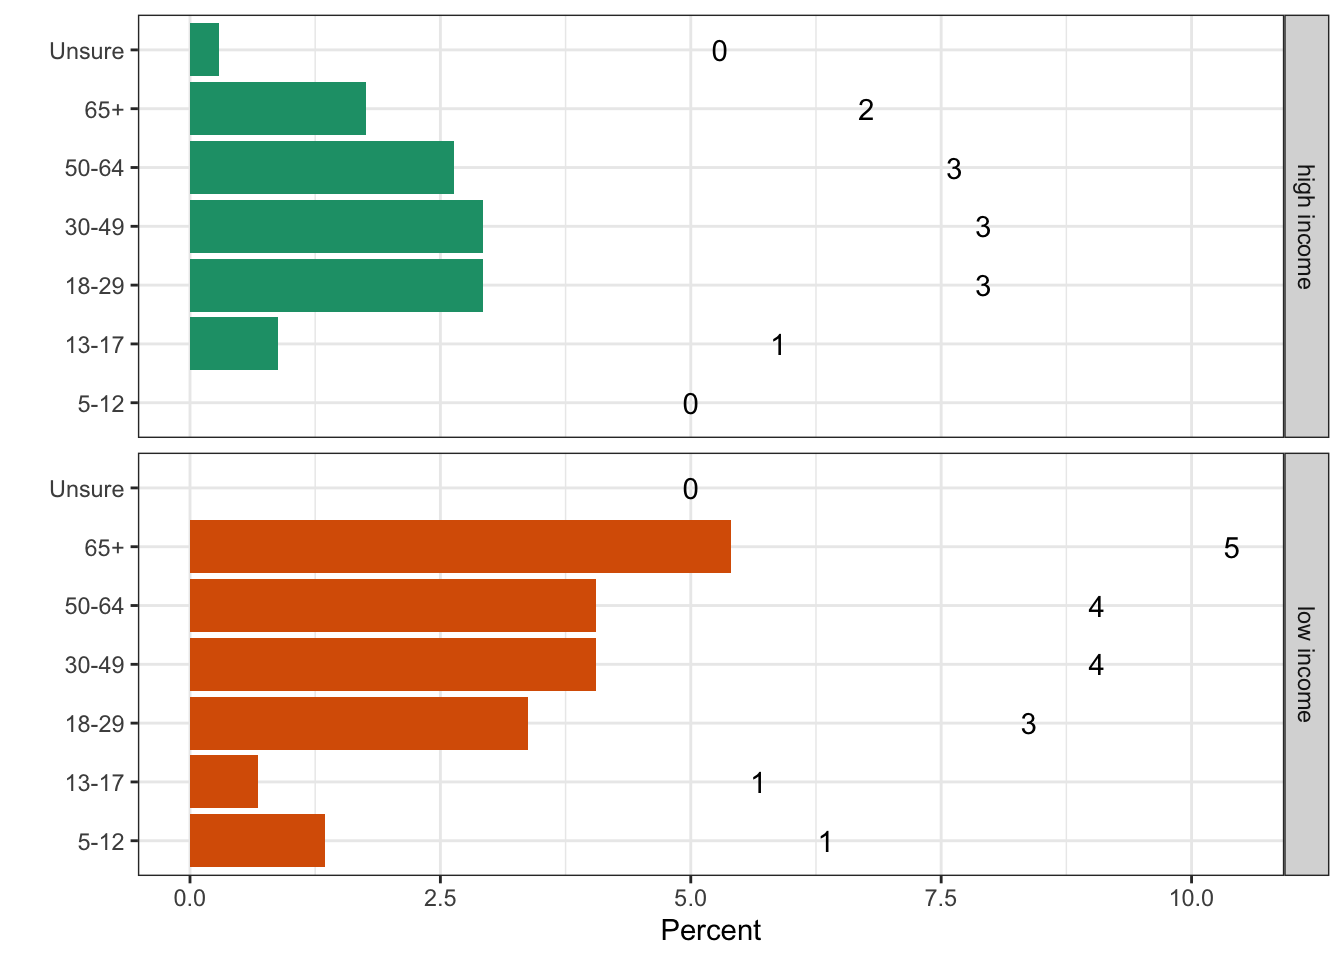 Unsure 0
65+ 2
50-64 3
30-49 3
18-29 3
13-17 1
5-12 0
high income
Unsure 0
65+ 5
50-64 4
30-49 4
18-29 3
13-17 1
5-12 1
low income
0.0 2.5 5.0 7.5 10.0
Percent